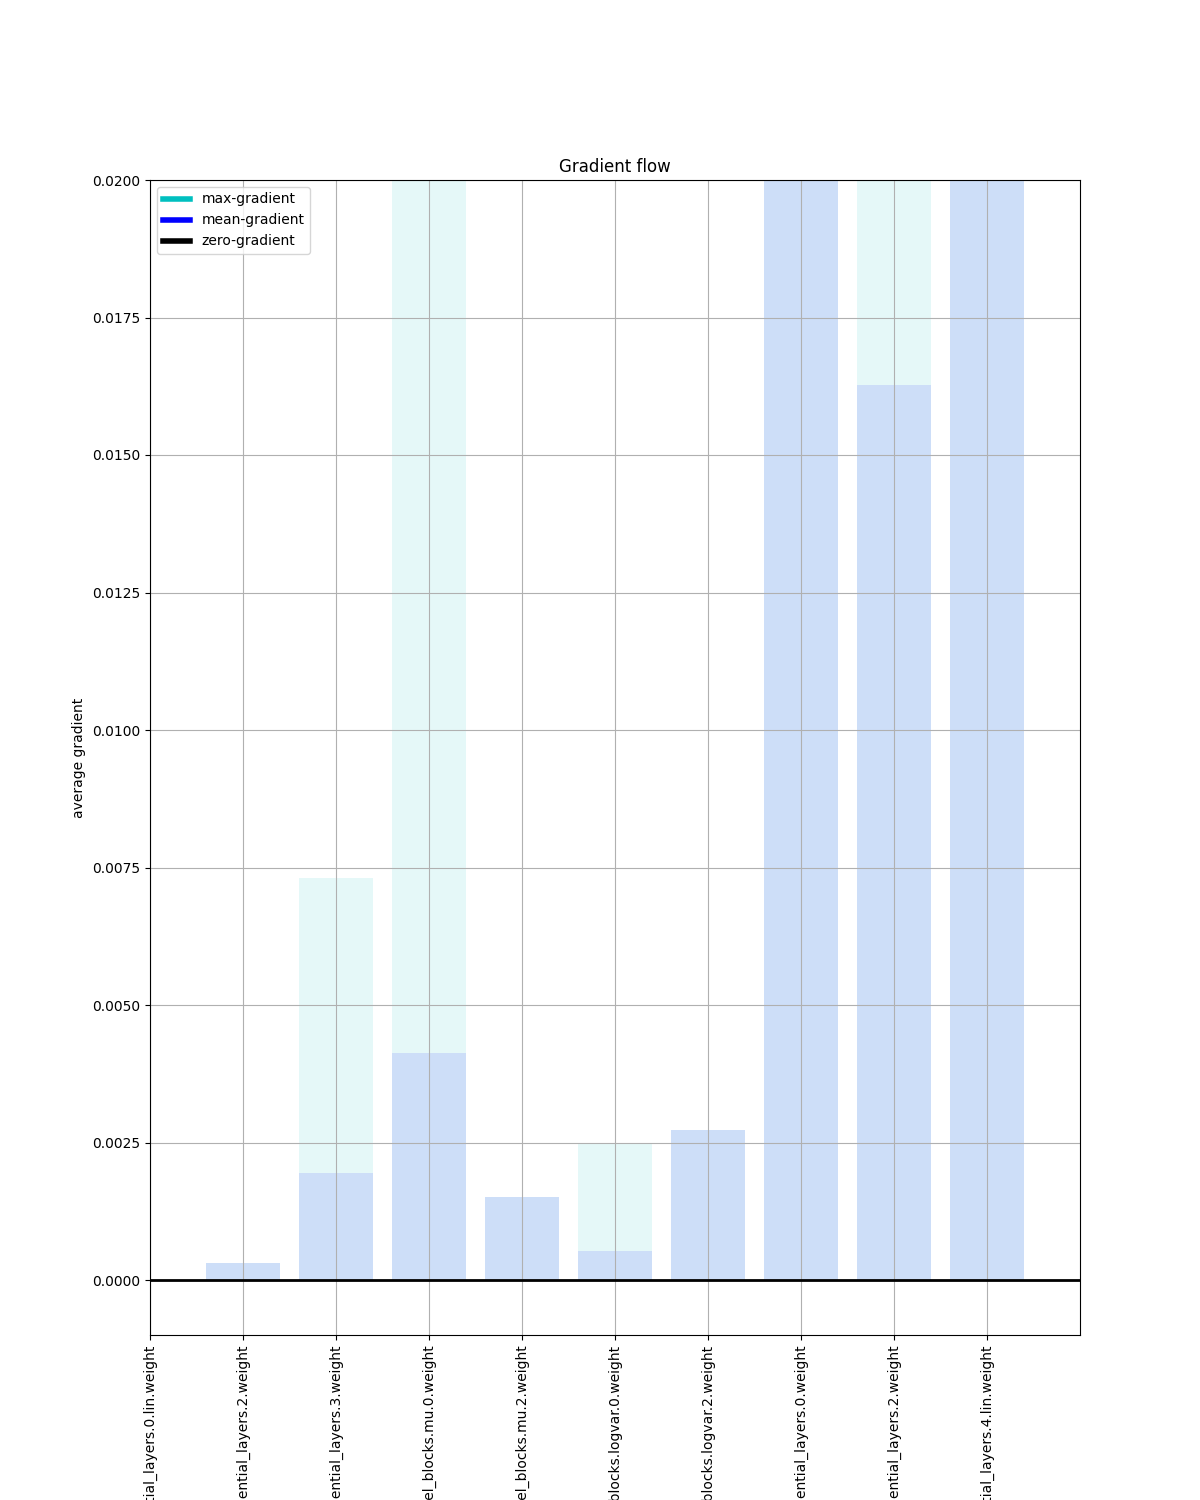 Gradient flow
max-gradient
mean-gradient
zero-gradient
0.0200
0.0175
0.0150
0.0125
0.0100
0.0075
0.0050
0.0025
0.0000
average gradient
tial_layers.0.lin.weight
ential_layers.2.weight
ential_layers.3.weight
el_blocks.mu.0.weight
el_blocks.mu.2.weight
blocks.logvar.0.weight
blocks.logvar.2.weight
ential_layers.0.weight
ential_layers.2.weight
tial_layers.4.lin.weight